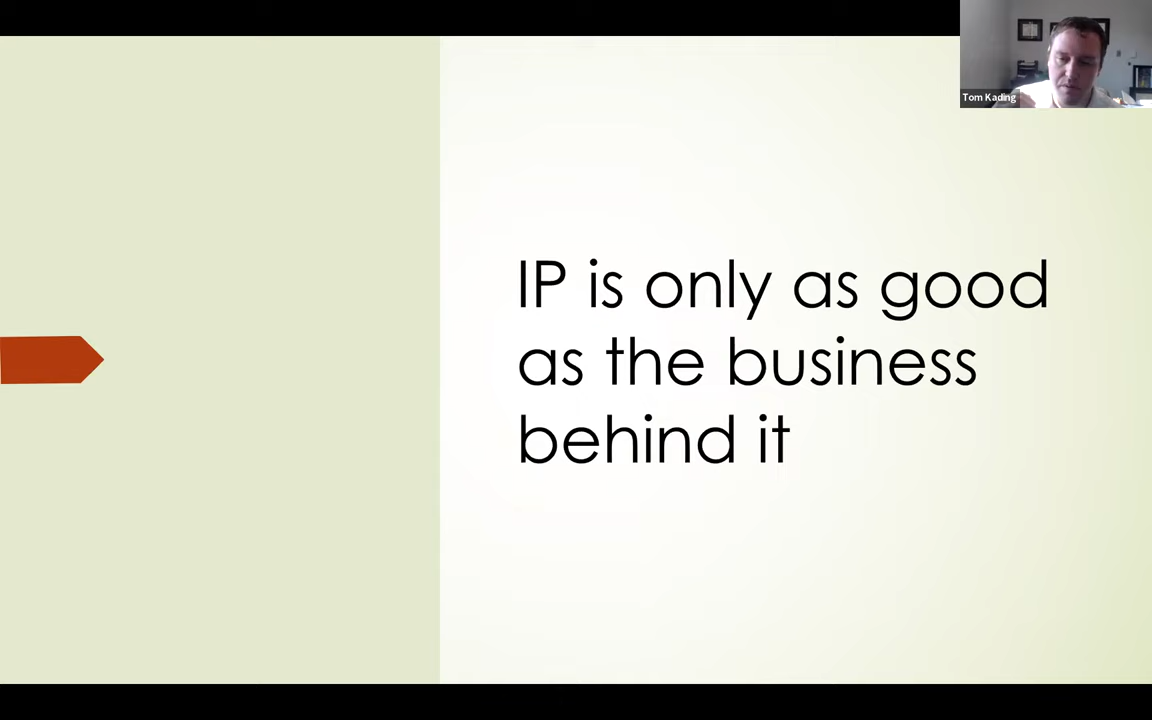 Tom Kading
IP is only as good
as the business
behind it